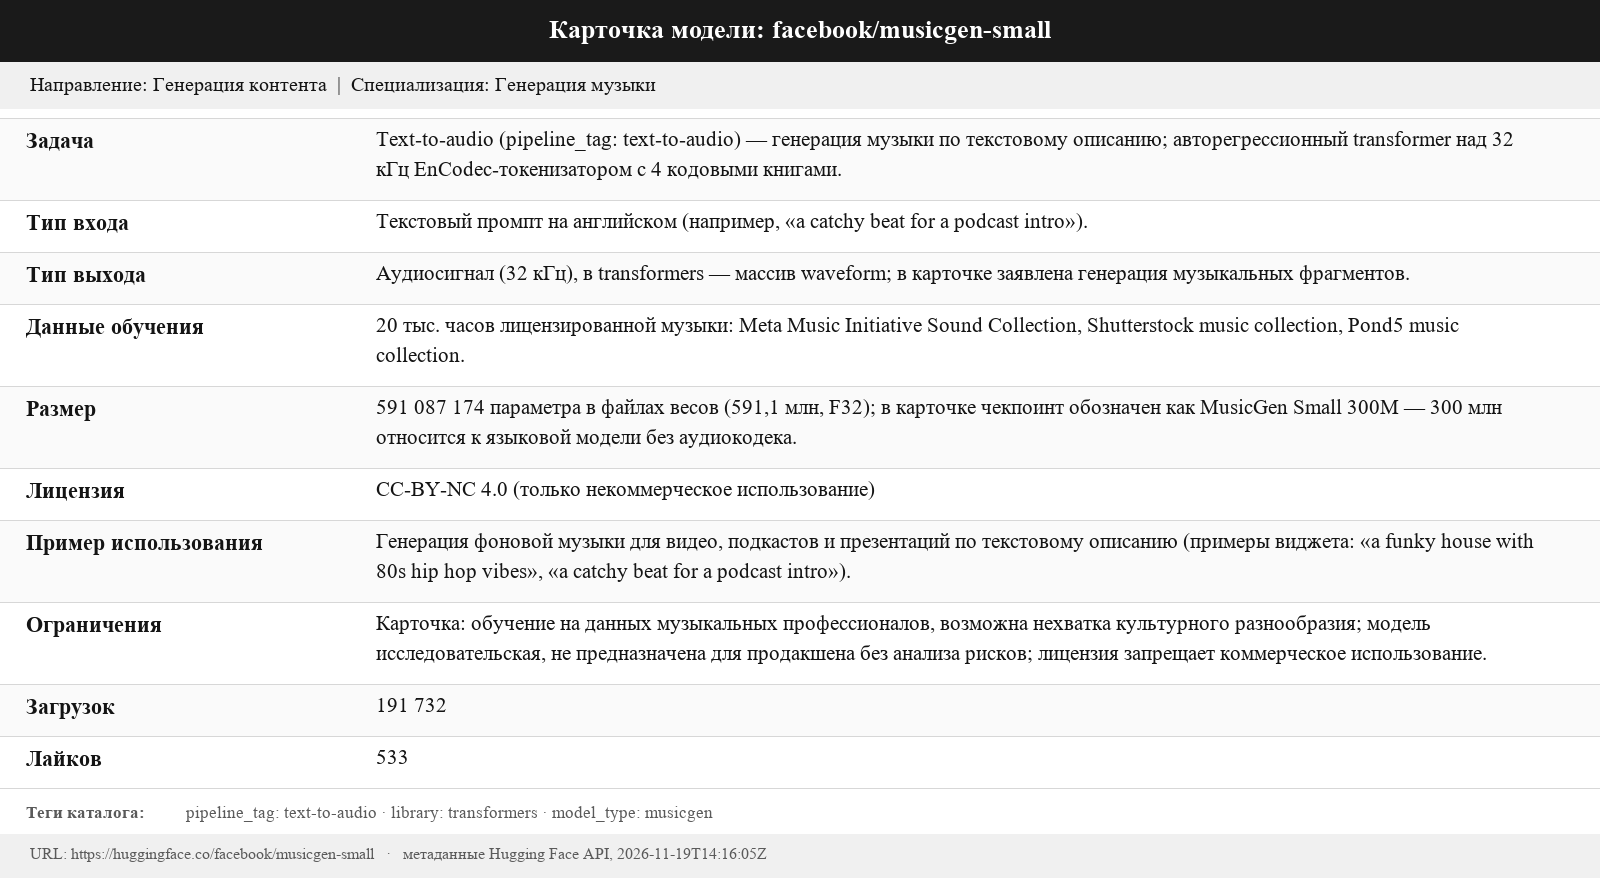 Карточка модели: facebook/musicgen-small
Направление: Генерация контента | Специализация: Генерация музыки
Задача
Text-to-audio (pipeline_tag: text-to-audio) — генерация музыки по текстовому описанию; авторегрессионный transformer над 32
кГц EnCodec-токенизатором с 4 кодовыми книгами.
Тип входа
Текстовый промпт на английском (например, «a catchy beat for a podcast intro»).
Тип выхода
Аудиосигнал (32 кГц), в transformers — массив waveform; в карточке заявлена генерация музыкальных фрагментов.
Данные обучения
20 тыс. часов лицензированной музыки: Meta Music Initiative Sound Collection, Shutterstock music collection, Pond5 music
collection.
Размер
591 087 174 параметра в файлах весов (591,1 млн, F32); в карточке чекпоинт обозначен как MusicGen Small 300M — 300 млн
относится к языковой модели без аудиокодека.
Лицензия
CC-BY-NC 4.0 (только некоммерческое использование)
Пример использования
Генерация фоновой музыки для видео, подкастов и презентаций по текстовому описанию (примеры виджета: «a funky house with
80s hip hop vibes», «a catchy beat for a podcast intro»).
Ограничения
Карточка: обучение на данных музыкальных профессионалов, возможна нехватка культурного разнообразия; модель
исследовательская, не предназначена для продакшена без анализа рисков; лицензия запрещает коммерческое использование.
Загрузок
191 732
Лайков
533
Теги каталога: pipeline_tag: text-to-audio · library: transformers · model_type: musicgen
URL: https://huggingface.co/facebook/musicgen-small · метаданные Hugging Face API, 2026-11-19T14:16:05Z